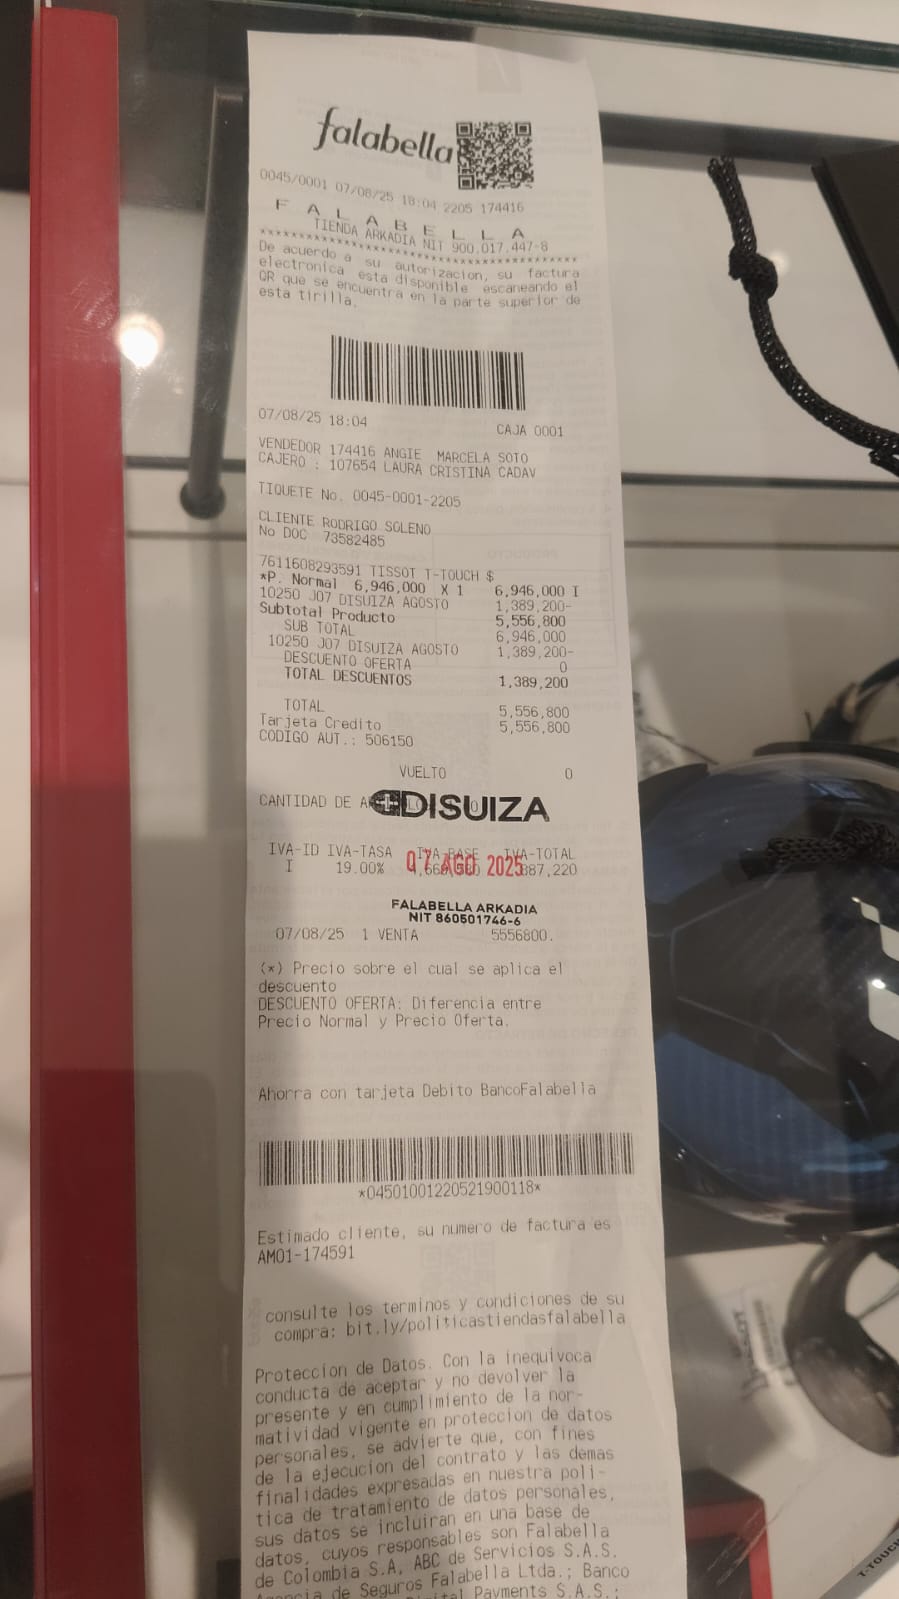 falabella
0045/0001 07/08/25 18:04 2205 174416
F A L A B E L L A
TIENDA ARKADIA NIT 900.017.447-8
****************************************
De acuerdo a su autorizacion, su factura
electronica esta disponible escaneando el
QR que se encuentra en la parte superior de
esta tirilla.
07/08/25 18:04 CAJA 0001
VENDEDOR 174416 ANGIE MARCELA SOTO
CAJERO : 107654 LAURA CRISTINA CADAV
TIQUETE No. 0045-0001-2205
CLIENTE RODRIGO SOLENO
No DOC 73582485
7611608293591 TISSOT T-TOUCH $
*P. Normal 6,946,000 X 1 6,946,000 I
10250 J07 DISUIZA AGOSTO 1,389,200-
Subtotal Producto 5,556,800
SUB TOTAL 6,946,000
10250 J07 DISUIZA AGOSTO 1,389,200-
DESCUENTO OFERTA 0
TOTAL DESCUENTOS 1,389,200
TOTAL 5,556,800
Tarjeta Credito 5,556,800
CODIGO AUT.: 506150
VUELTO 0
CANTIDAD DE
DISUIZA
IVA-ID IVA-TASA IVA-BASE IVA-TOTAL
I 19.00% 887,220
07 AGO 2025
FALABELLA ARKADIA
NIT 860501746-6
07/08/25 1 VENTA 5556800.
(*) Precio sobre el cual se aplica el
descuento
DESCUENTO OFERTA: Diferencia entre
Precio Normal y Precio Oferta.
Ahorra con tarjeta Debito BancoFalabella
*04501001220521900118*
Estimado cliente, su numero de factura es
AM01-174591
consulte los terminos y condiciones de su
compra: bit.ly/politicastiendasfalabella
Proteccion de Datos. Con la inequivoca
conducta de aceptar y no devolver la
presente y en cumplimiento de la nor-
matividad vigente en proteccion de datos
personales, se advierte que, con fines
de la ejecucion del contrato y las demas
finalidades expresadas en nuestra poli-
tica de tratamiento de datos personales,
sus datos se incluiran en una base de
datos, cuyos responsables son Falabella
de Colombia S.A, ABC de Servicios S.A.S.
de Seguros Falabella Ltda.; Banco
Payments S.A.S.;
T-TOUCH